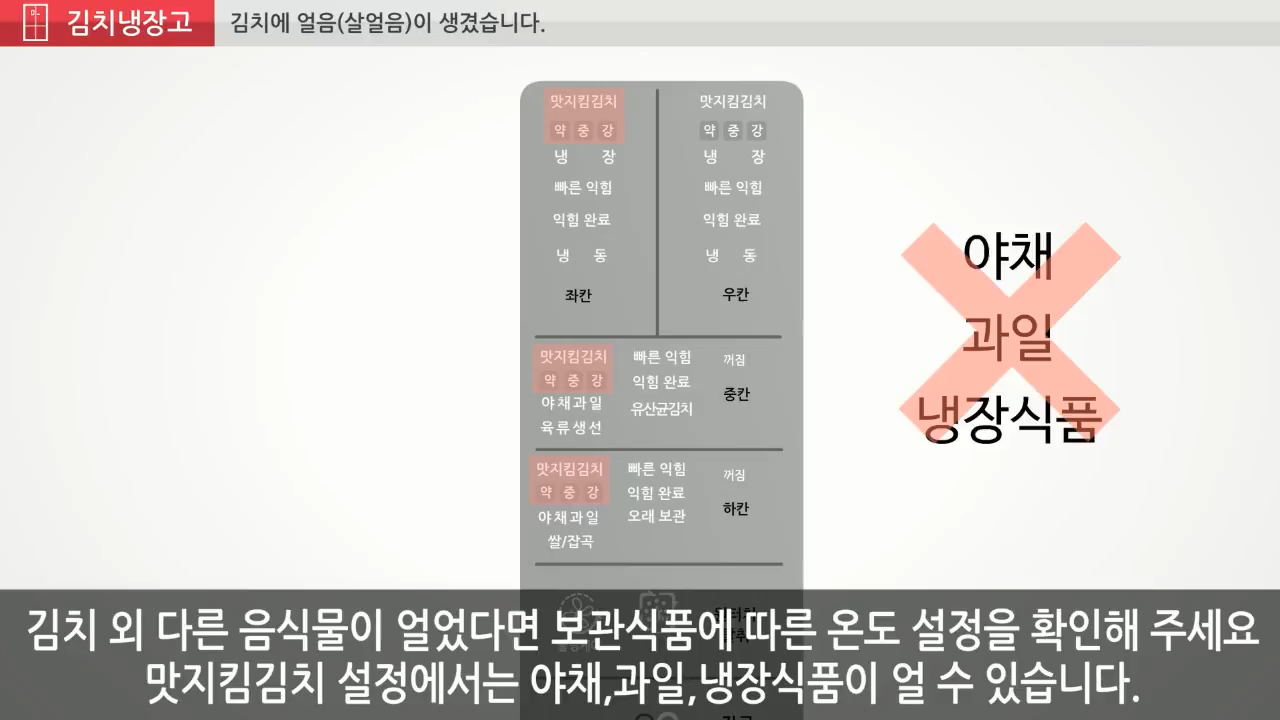 김치냉장고
김치에 얼음(살얼음)이 생겼습니다.
맛지킴김치
약 중 강
냉 장
빠른 익힘
익힘 완료
냉 동
좌칸
맛지킴김치
약 중 강
냉 장
빠른 익힘
익힘 완료
냉 동
우칸
맛지킴김치
약 중 강
야채과일
육류생선
빠른 익힘
익힘 완료
유산균김치
꺼짐
중칸
맛지킴김치
약 중 강
야채과일
쌀/잡곡
빠른 익힘
익힘 완료
오래 보관
꺼짐
하칸
야채
과일
냉장식품
김치 외 다른 음식물이 얼었다면 보관식품에 따른 온도 설정을 확인해 주세요
맛지킴김치 설정에서는 야채,과일,냉장식품이 얼 수 있습니다.